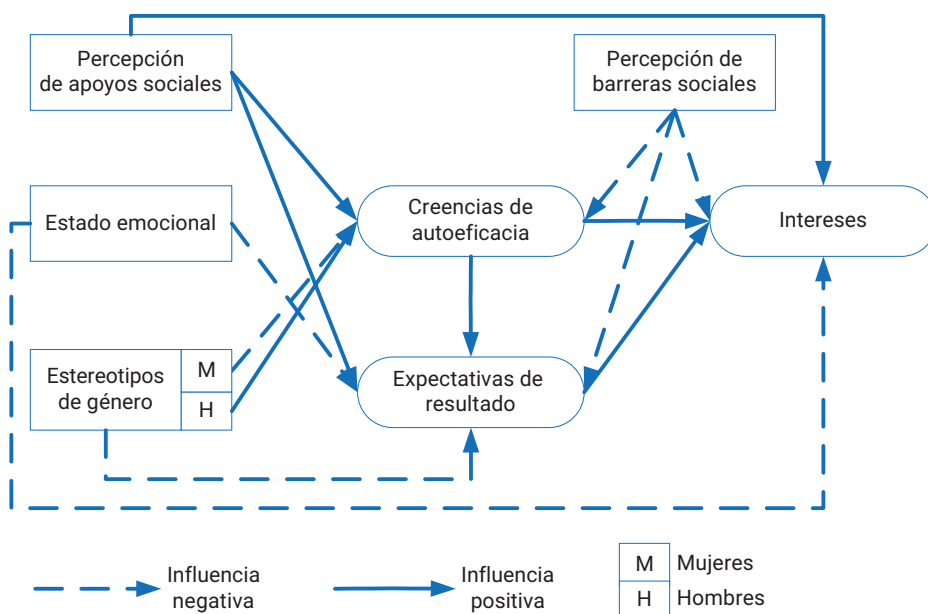 Percepción
de apoyos sociales
Percepción de
barreras sociales
Estado emocional
Creencias de
autoeficacia
Intereses
Estereotipos
de género
M
H
Expectativas de
resultado
Influencia
negativa
Influencia
positiva
M
Mujeres
H
Hombres